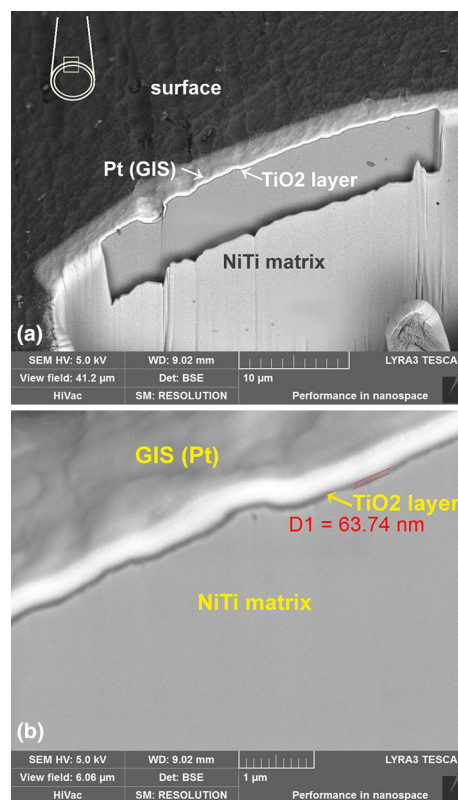 surface
Pt (GIS)
TiO2 layer
NiTi matrix
(a)
SEM HV: 5.0 kV WD: 9.02 mm LYRA3 TESCA
View field: 41.2 µm Det: BSE 10 µm
HiVac SM: RESOLUTION Performance in nanospace
GIS (Pt)
TiO2 layer
D1 = 63.74 nm
NiTi matrix
(b)
SEM HV: 5.0 kV WD: 9.02 mm LYRA3 TESCA
View field: 6.06 µm Det: BSE 1 µm
HiVac SM: RESOLUTION Performance in nanospace